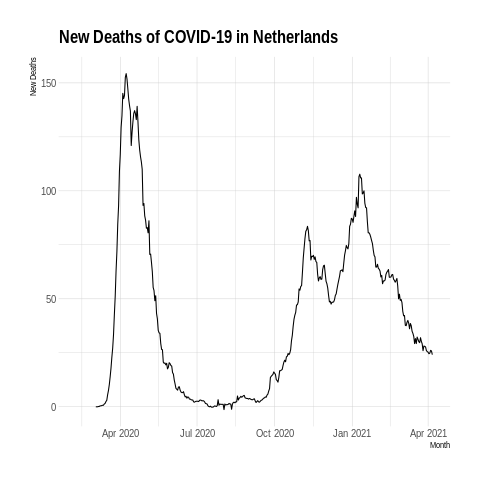 New Deaths of COVID-19 in Netherlands
New Deaths
150
100
50
0
Apr 2020 Jul 2020 Oct 2020 Jan 2021 Apr 2021
Month